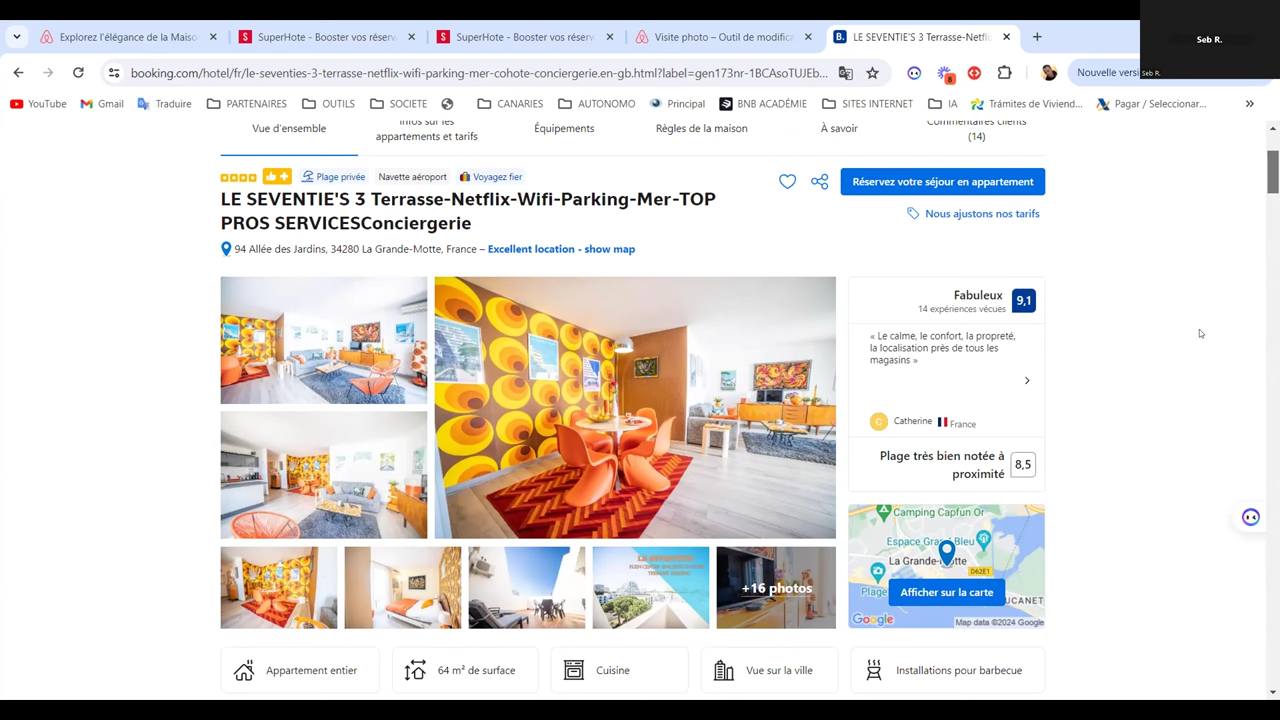 Seb R.
Explorez l'élégance de la Maiso
SuperHote - Booster vos réserv
SuperHote - Booster vos réserv
Visite photo – Outil de modifica
B.
LE SEVENTIE'S 3 Terrasse-Netfli
booking.com/hotel/fr/le-seventies-3-terrasse-netflix-wifi-parking-mer-cohote-conciergerie.en-gb.html?label=gen173nr-1BCAsoTUJEb...
8
Nouvelle versi
Seb R.
YouTube
Gmail
Traduire
PARTENAIRES
OUTILS
SOCIETE
CANARIES
AUTONOMO
Principal
BNB ACADÉMIE
SITES INTERNET
IA
Trámites de Viviend...
Pagar / Seleccionar...
Vue d'ensemble
Infos sur les
appartements et tarifs
Équipements
Règles de la maison
À savoir
Commentaires clients
(14)
Plage privée
Navette aéroport
Voyagez fier
Réservez votre séjour en appartement
LE SEVENTIE'S 3 Terrasse-Netflix-Wifi-Parking-Mer-TOP
PROS SERVICESConciergerie
Nous ajustons nos tarifs
94 Allée des Jardins, 34280 La Grande-Motte, France – Excellent location - show map
Fabuleux
9,1
14 expériences vécues
« Le calme, le confort, la propreté,
la localisation près de tous les
magasins »
C
Catherine
France
Plage très bien notée à
proximité
8,5
Camping Capfun Or
Espace Grand Bleu
La Grande-Motte
D62E1
Plage
Afficher sur la carte
UCANET
Google
Map data ©2024 Google
+16 photos
Appartement entier
64 m² de surface
Cuisine
Vue sur la ville
Installations pour barbecue